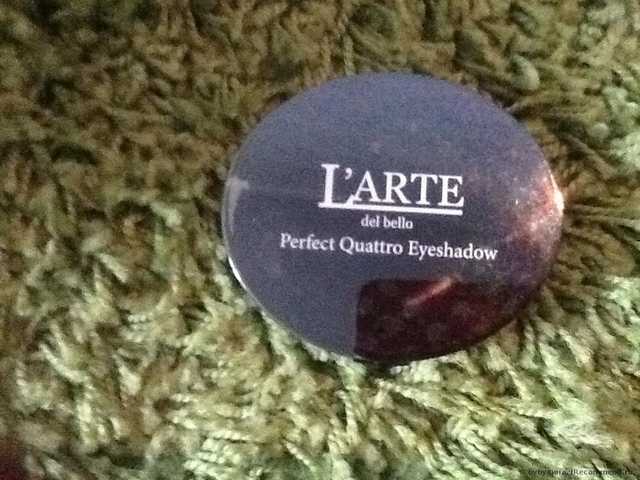 L'ARTE
del bello
Perfect Quattro Eyeshadow